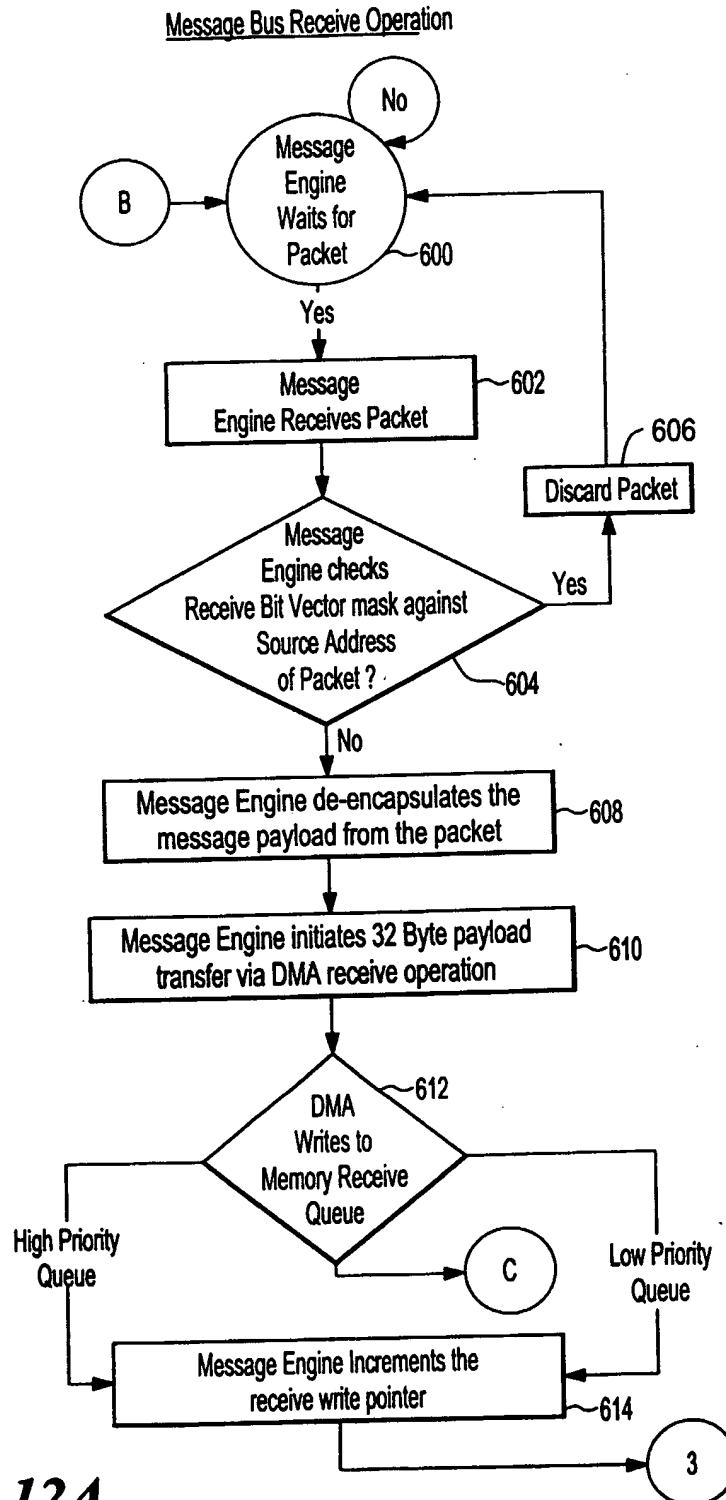 Message Bus Receive Operation
No
Message
Engine
Waits for
Packet
B
600
Yes
Message
Engine Receives Packet
602
606
Discard Packet
Message
Engine checks
Receive Bit Vector mask against
Source Address
of Packet ?
Yes
604
No
Message Engine de-encapsulates the
message payload from the packet
608
Message Engine initiates 32 Byte payload
transfer via DMA receive operation
610
612
DMA
Writes to
Memory Receive
Queue
High Priority
Queue
C
Low Priority
Queue
Message Engine Increments the
receive write pointer
614
3
12A